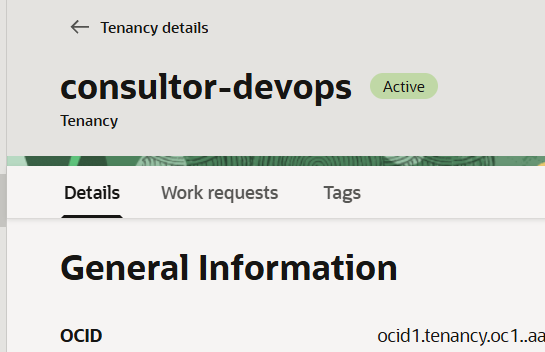 Tenancy details
consultor-devops Active
Tenancy
Details Work requests Tags
General Information
OCID ocid1.tenancy.oc1..aa